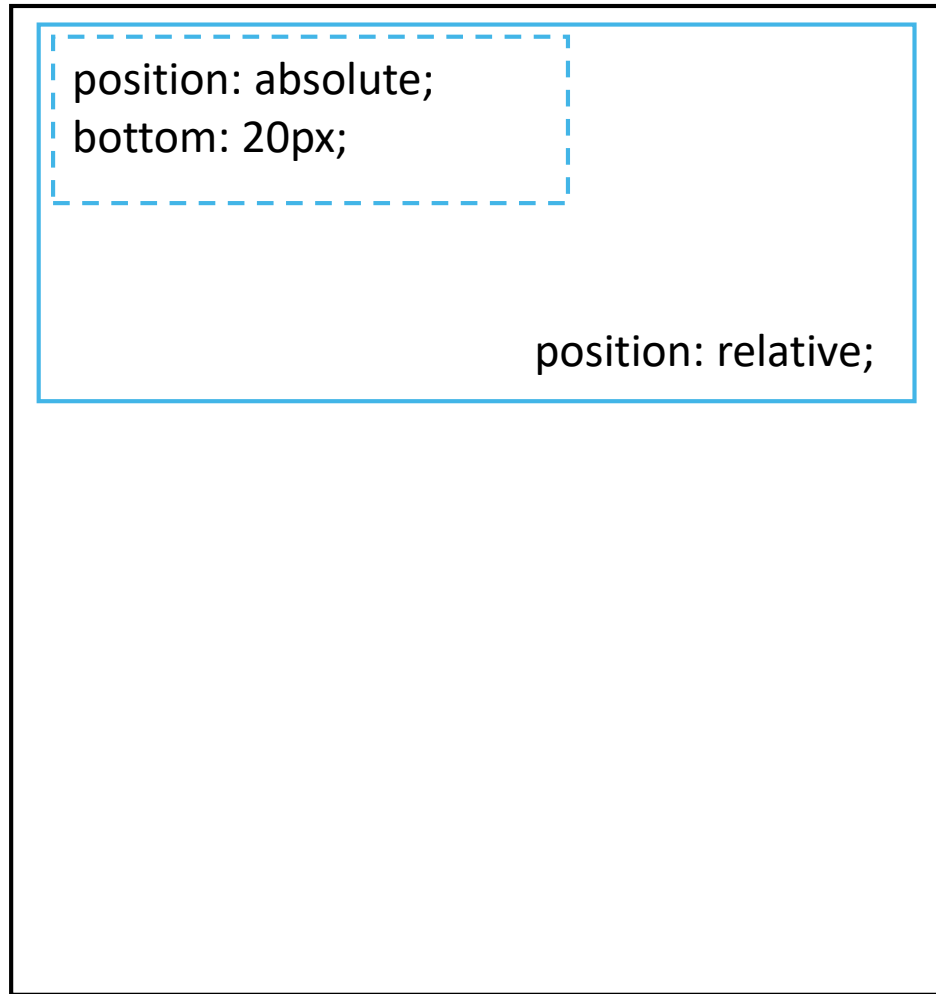 position: absolute;
bottom: 20px;
position: relative;